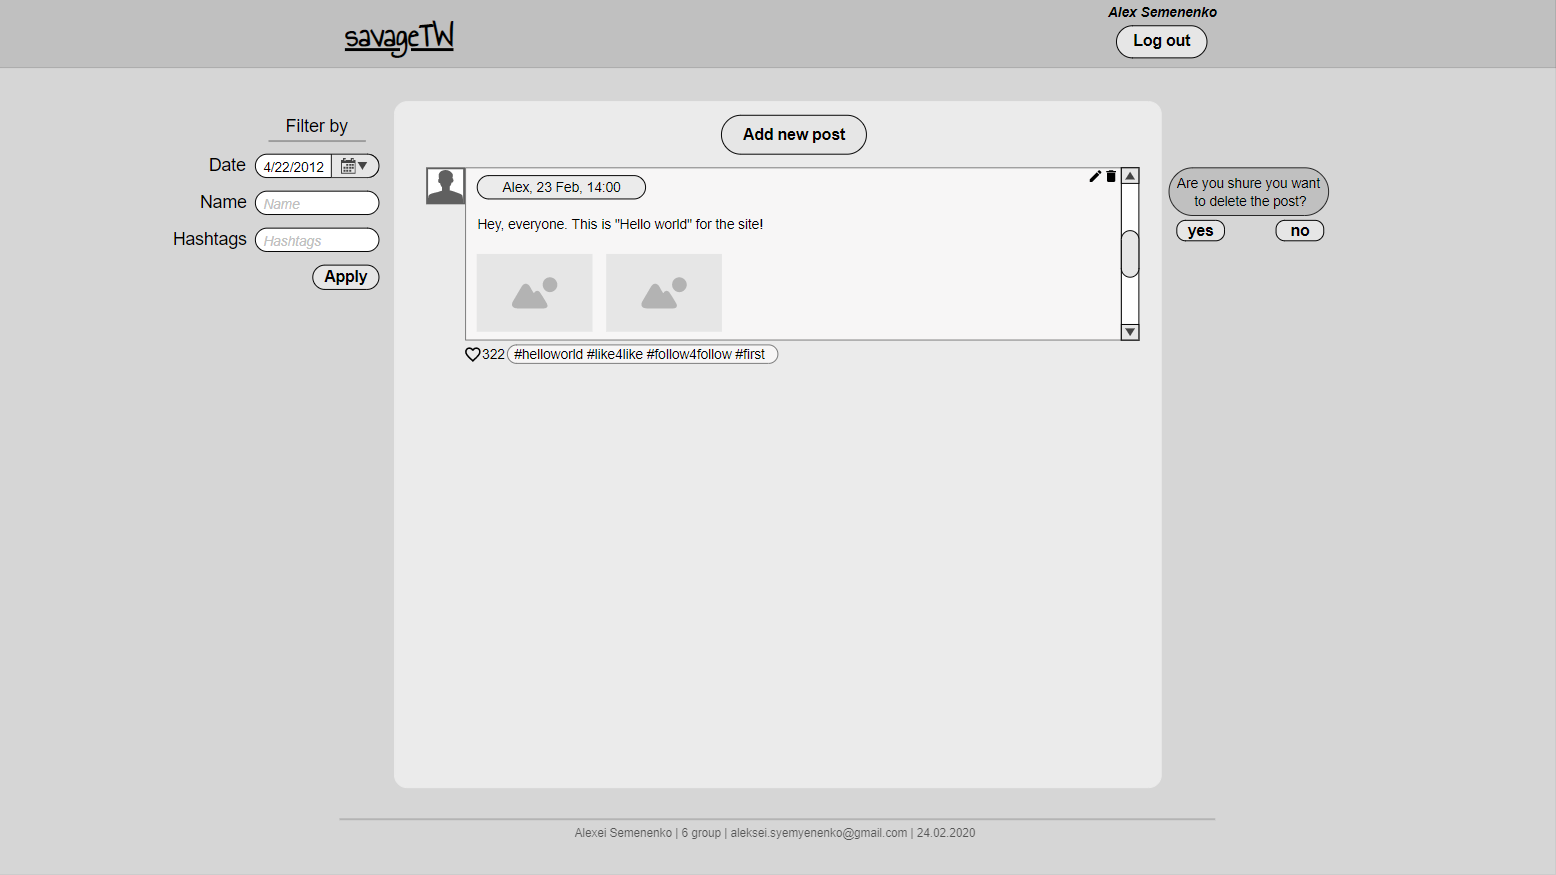 savageTW
Alex Semenenko
Log out
Filter by
Date
4/22/2012
Name
Name
Hashtags
Hashtags
Apply
Add new post
Alex, 23 Feb, 14:00
Hey, everyone. This is "Hello world" for the site!
322
#helloworld #like4like #follow4follow #first
Are you shure you want
to delete the post?
yes
no
Alexei Semenenko | 6 group | aleksei.syemyenenko@gmail.com | 24.02.2020